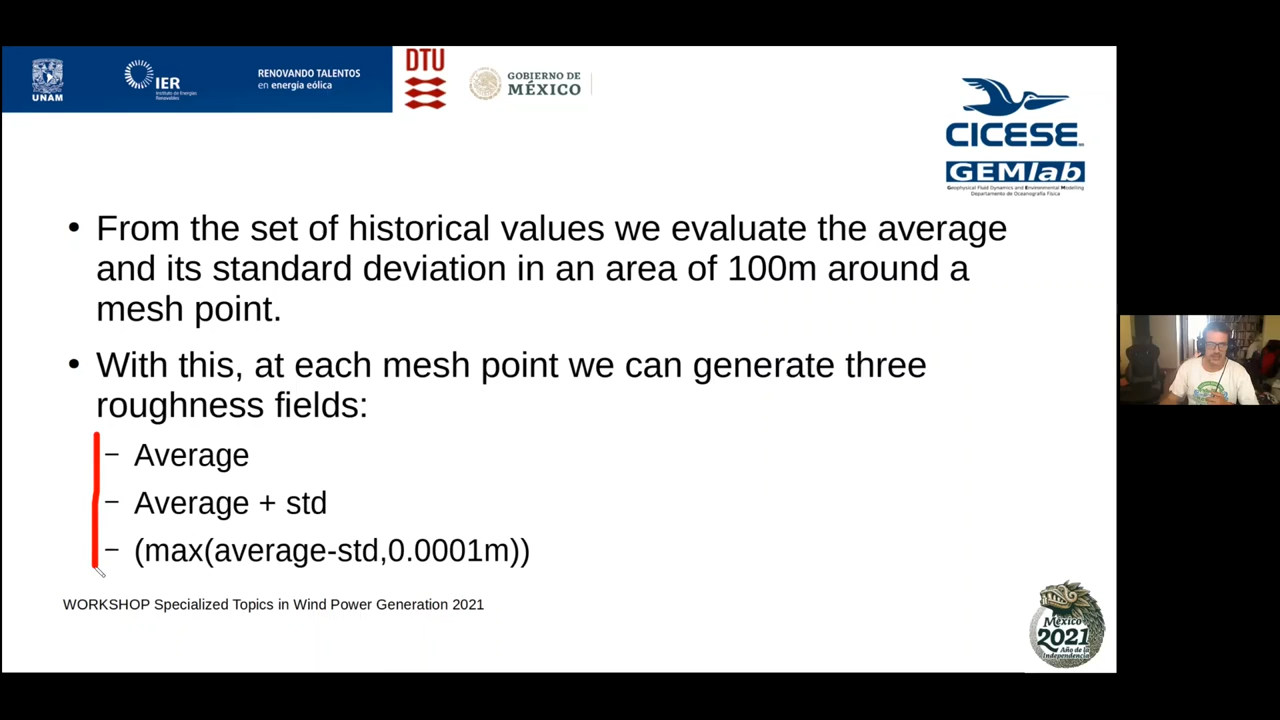 UNAM
IER
Instituto de Energías
Renovables
RENOVANDO TALENTOS
en energía eólica
DTU
GOBIERNO DE
MÉXICO
CICESE
GEMlab
Geophysical Fluid Dynamics and Environmental Modelling
Departamento de Oceanografía Física
• From the set of historical values we evaluate the average
and its standard deviation in an area of 100m around a
mesh point.
• With this, at each mesh point we can generate three
roughness fields:
– Average
– Average + std
– (max(average-std,0.0001m))
WORKSHOP Specialized Topics in Wind Power Generation 2021
México
2021
Año de la
Independencia